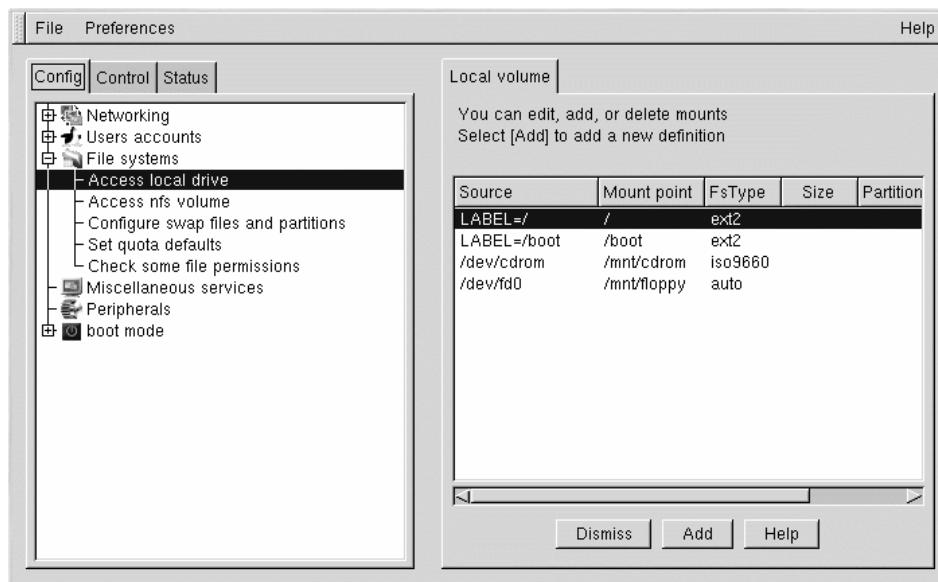 File Preferences Help
Config Control Status
Networking
Users accounts
File systems
Access local drive
Access nfs volume
Configure swap files and partitions
Set quota defaults
Check some file permissions
Miscellaneous services
Peripherals
boot mode
Local volume
You can edit, add, or delete mounts
Select [Add] to add a new definition
Source Mount point FsType Size Partition
LABEL=/ / ext2
LABEL=/boot /boot ext2
/dev/cdrom /mnt/cdrom iso9660
/dev/fd0 /mnt/floppy auto
Dismiss Add Help